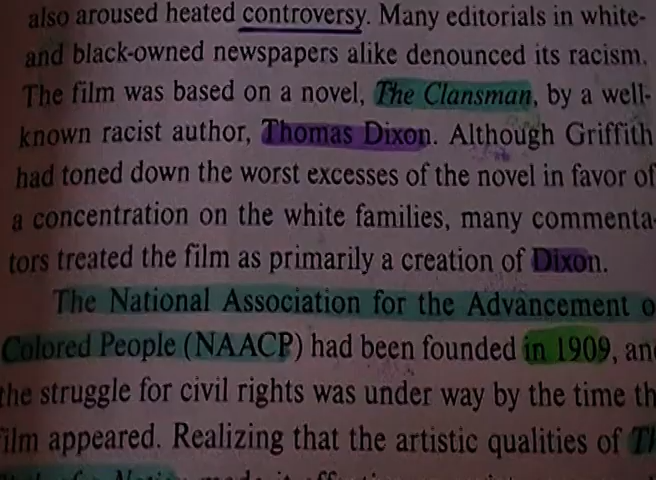 also aroused heated controversy. Many editorials in white-
and black-owned newspapers alike denounced its racism.
The film was based on a novel, The Clansman, by a well-
known racist author, Thomas Dixon. Although Griffith
had toned down the worst excesses of the novel in favor of
a concentration on the white families, many commenta-
tors treated the film as primarily a creation of Dixon.
The National Association for the Advancement o
Colored People (NAACP) had been founded in 1909, an
the struggle for civil rights was under way by the time th
film appeared. Realizing that the artistic qualities of Th